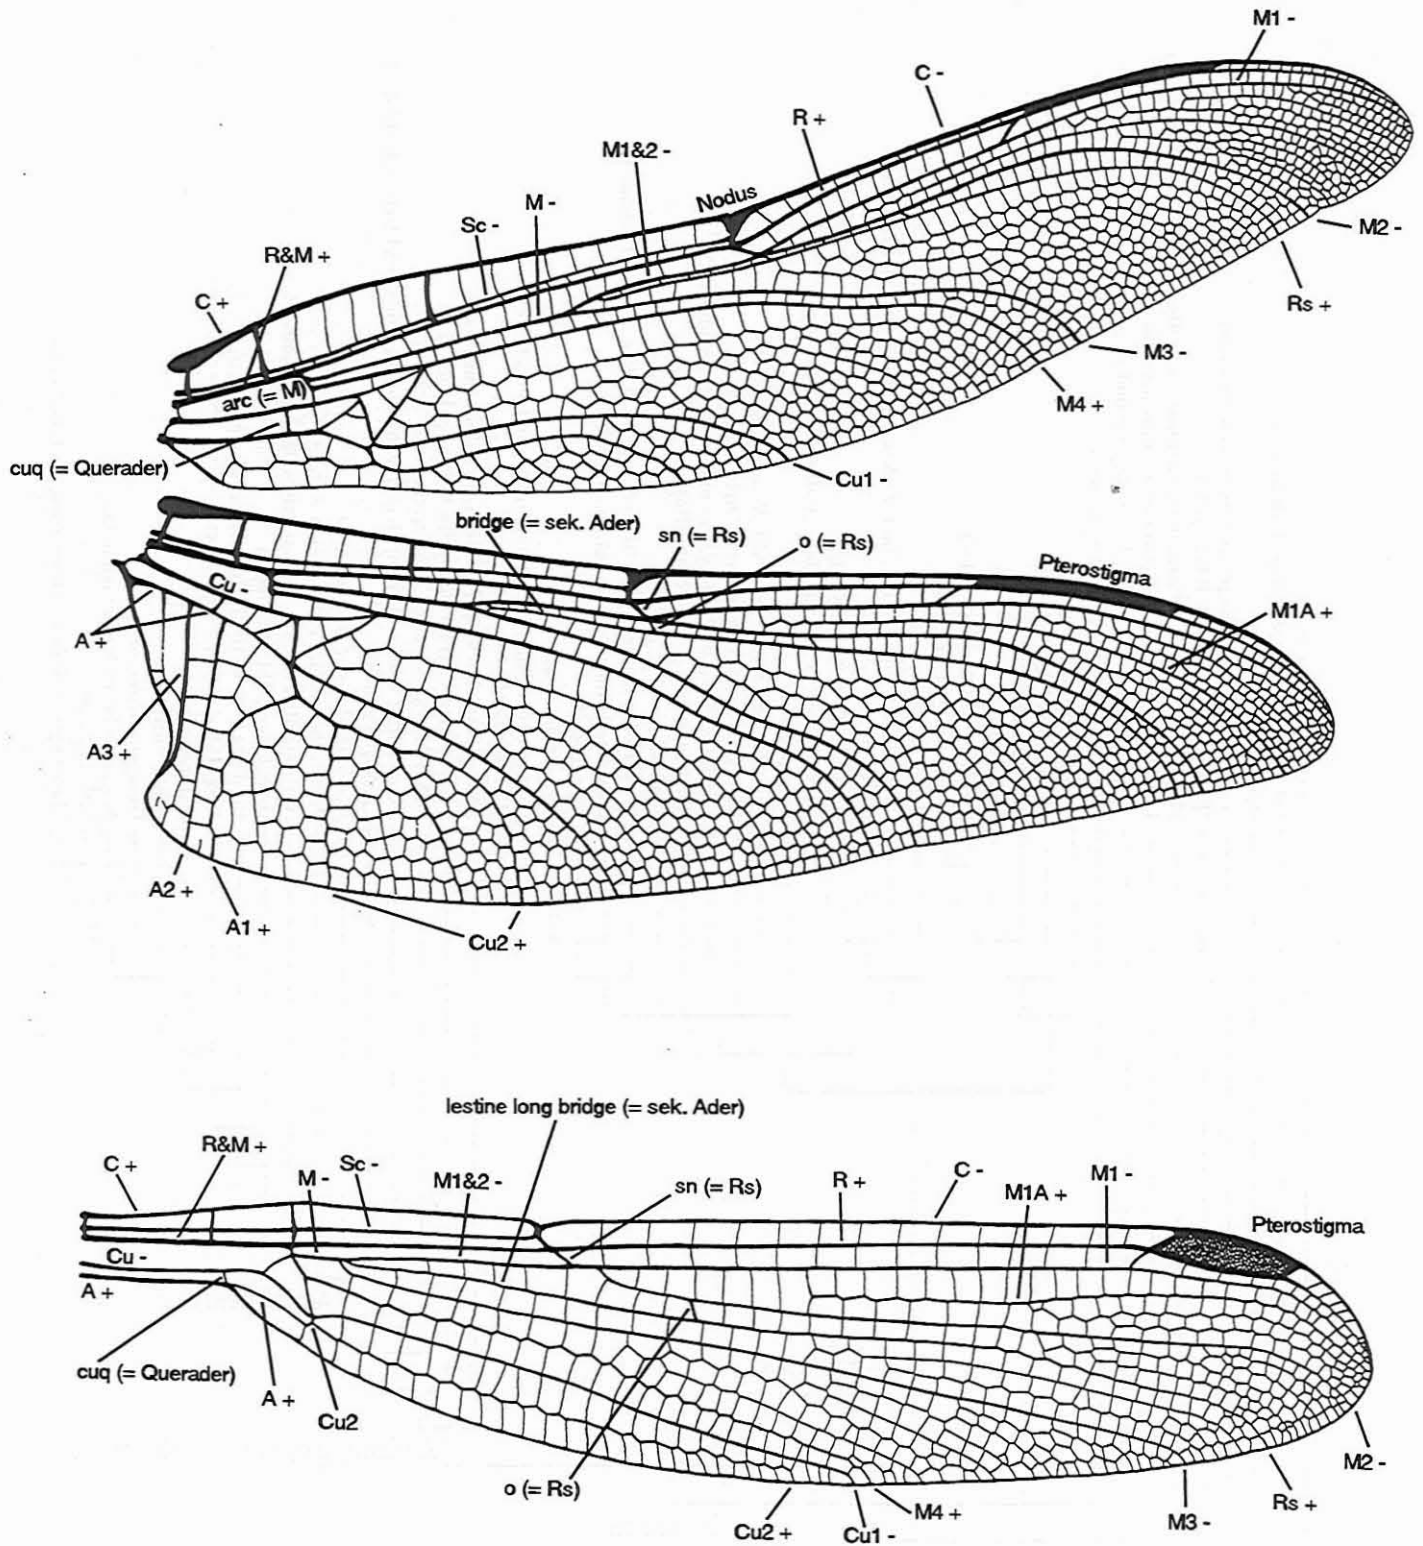 M1 -
C -
R +
M1&2 -
Nodus
M -
Sc -
R&M +
C +
M2 -
Rs +
M3 -
M4 +
arc (= M)
cuq (= Querader)
Cu1 -
bridge (= sek. Ader)
sn (= Rs)
o (= Rs)
Pterostigma
Cu -
M1A +
A +
A3 +
A2 +
A1 +
Cu2 +
lestine long bridge (= sek. Ader)
R&M +
C +
Sc -
M -
M1&2 -
sn (= Rs)
R +
C -
M1A +
M1 -
Pterostigma
Cu -
A +
cuq (= Querader)
A +
Cu2
o (= Rs)
Cu2 +
Cu1 -
M4 +
M3 -
Rs +
M2 -